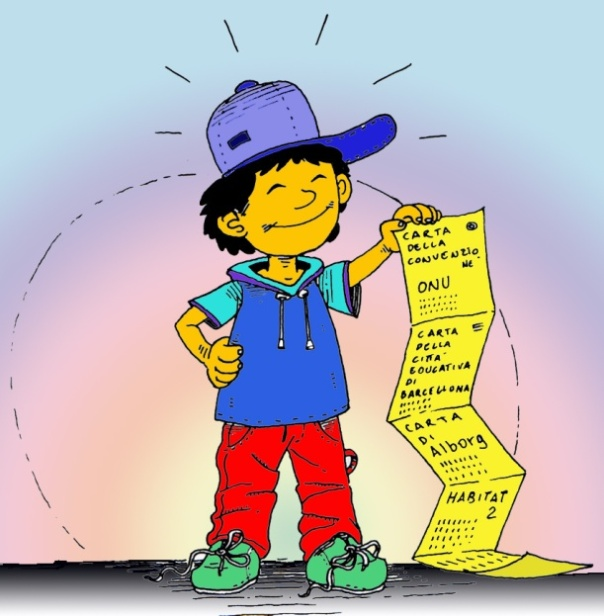 CARTA
DELLA
CONVENZIO
NE.
ONU
CARTA
DELLA
CITTA'
EDUCATIVA
DI
BARCELLONA
CARTA
DI
Alborg
HABITAT
2